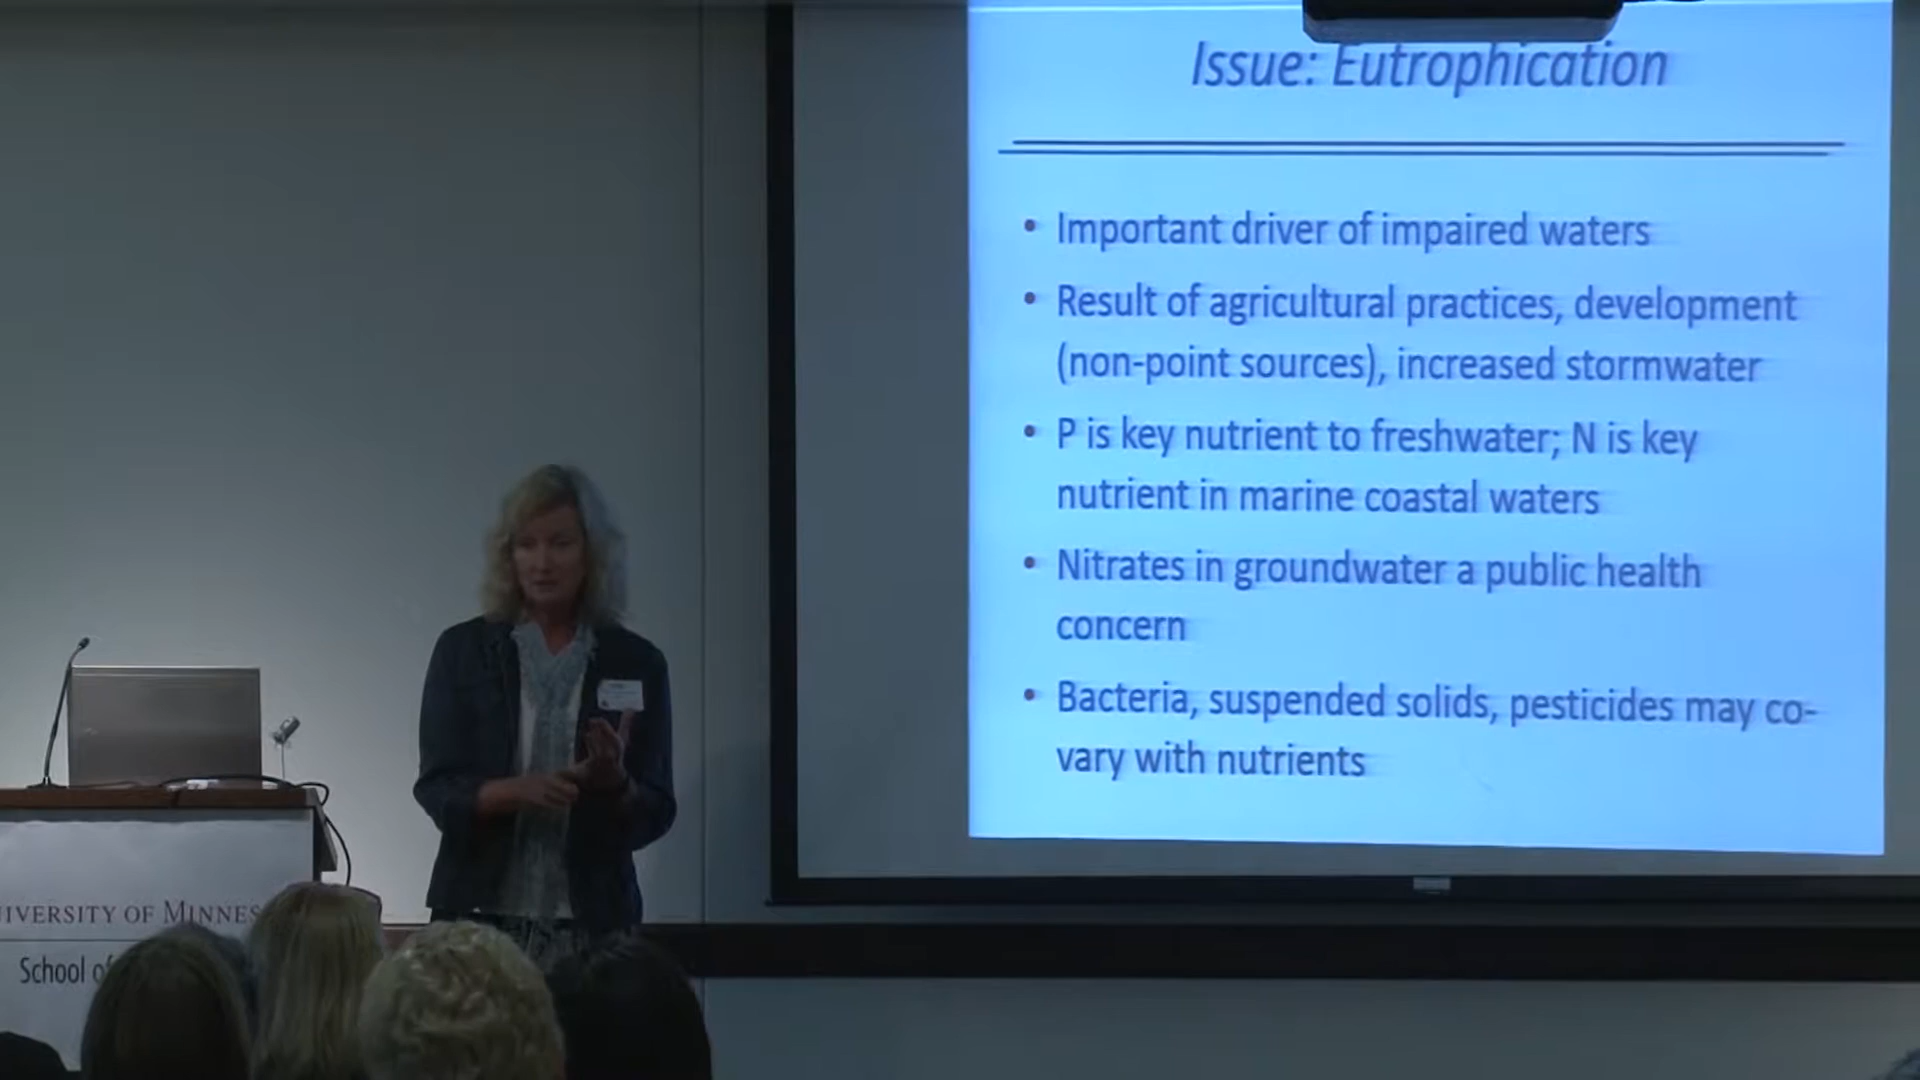 Issue: Eutrophication
• Important driver of impaired waters
• Result of agricultural practices, development
(non-point sources), increased stormwater
• P is key nutrient to freshwater; N is key
nutrient in marine coastal waters
• Nitrates in groundwater a public health
concern
• Bacteria, suspended solids, pesticides may co-
vary with nutrients
IVERSITY OF MINNES
School of